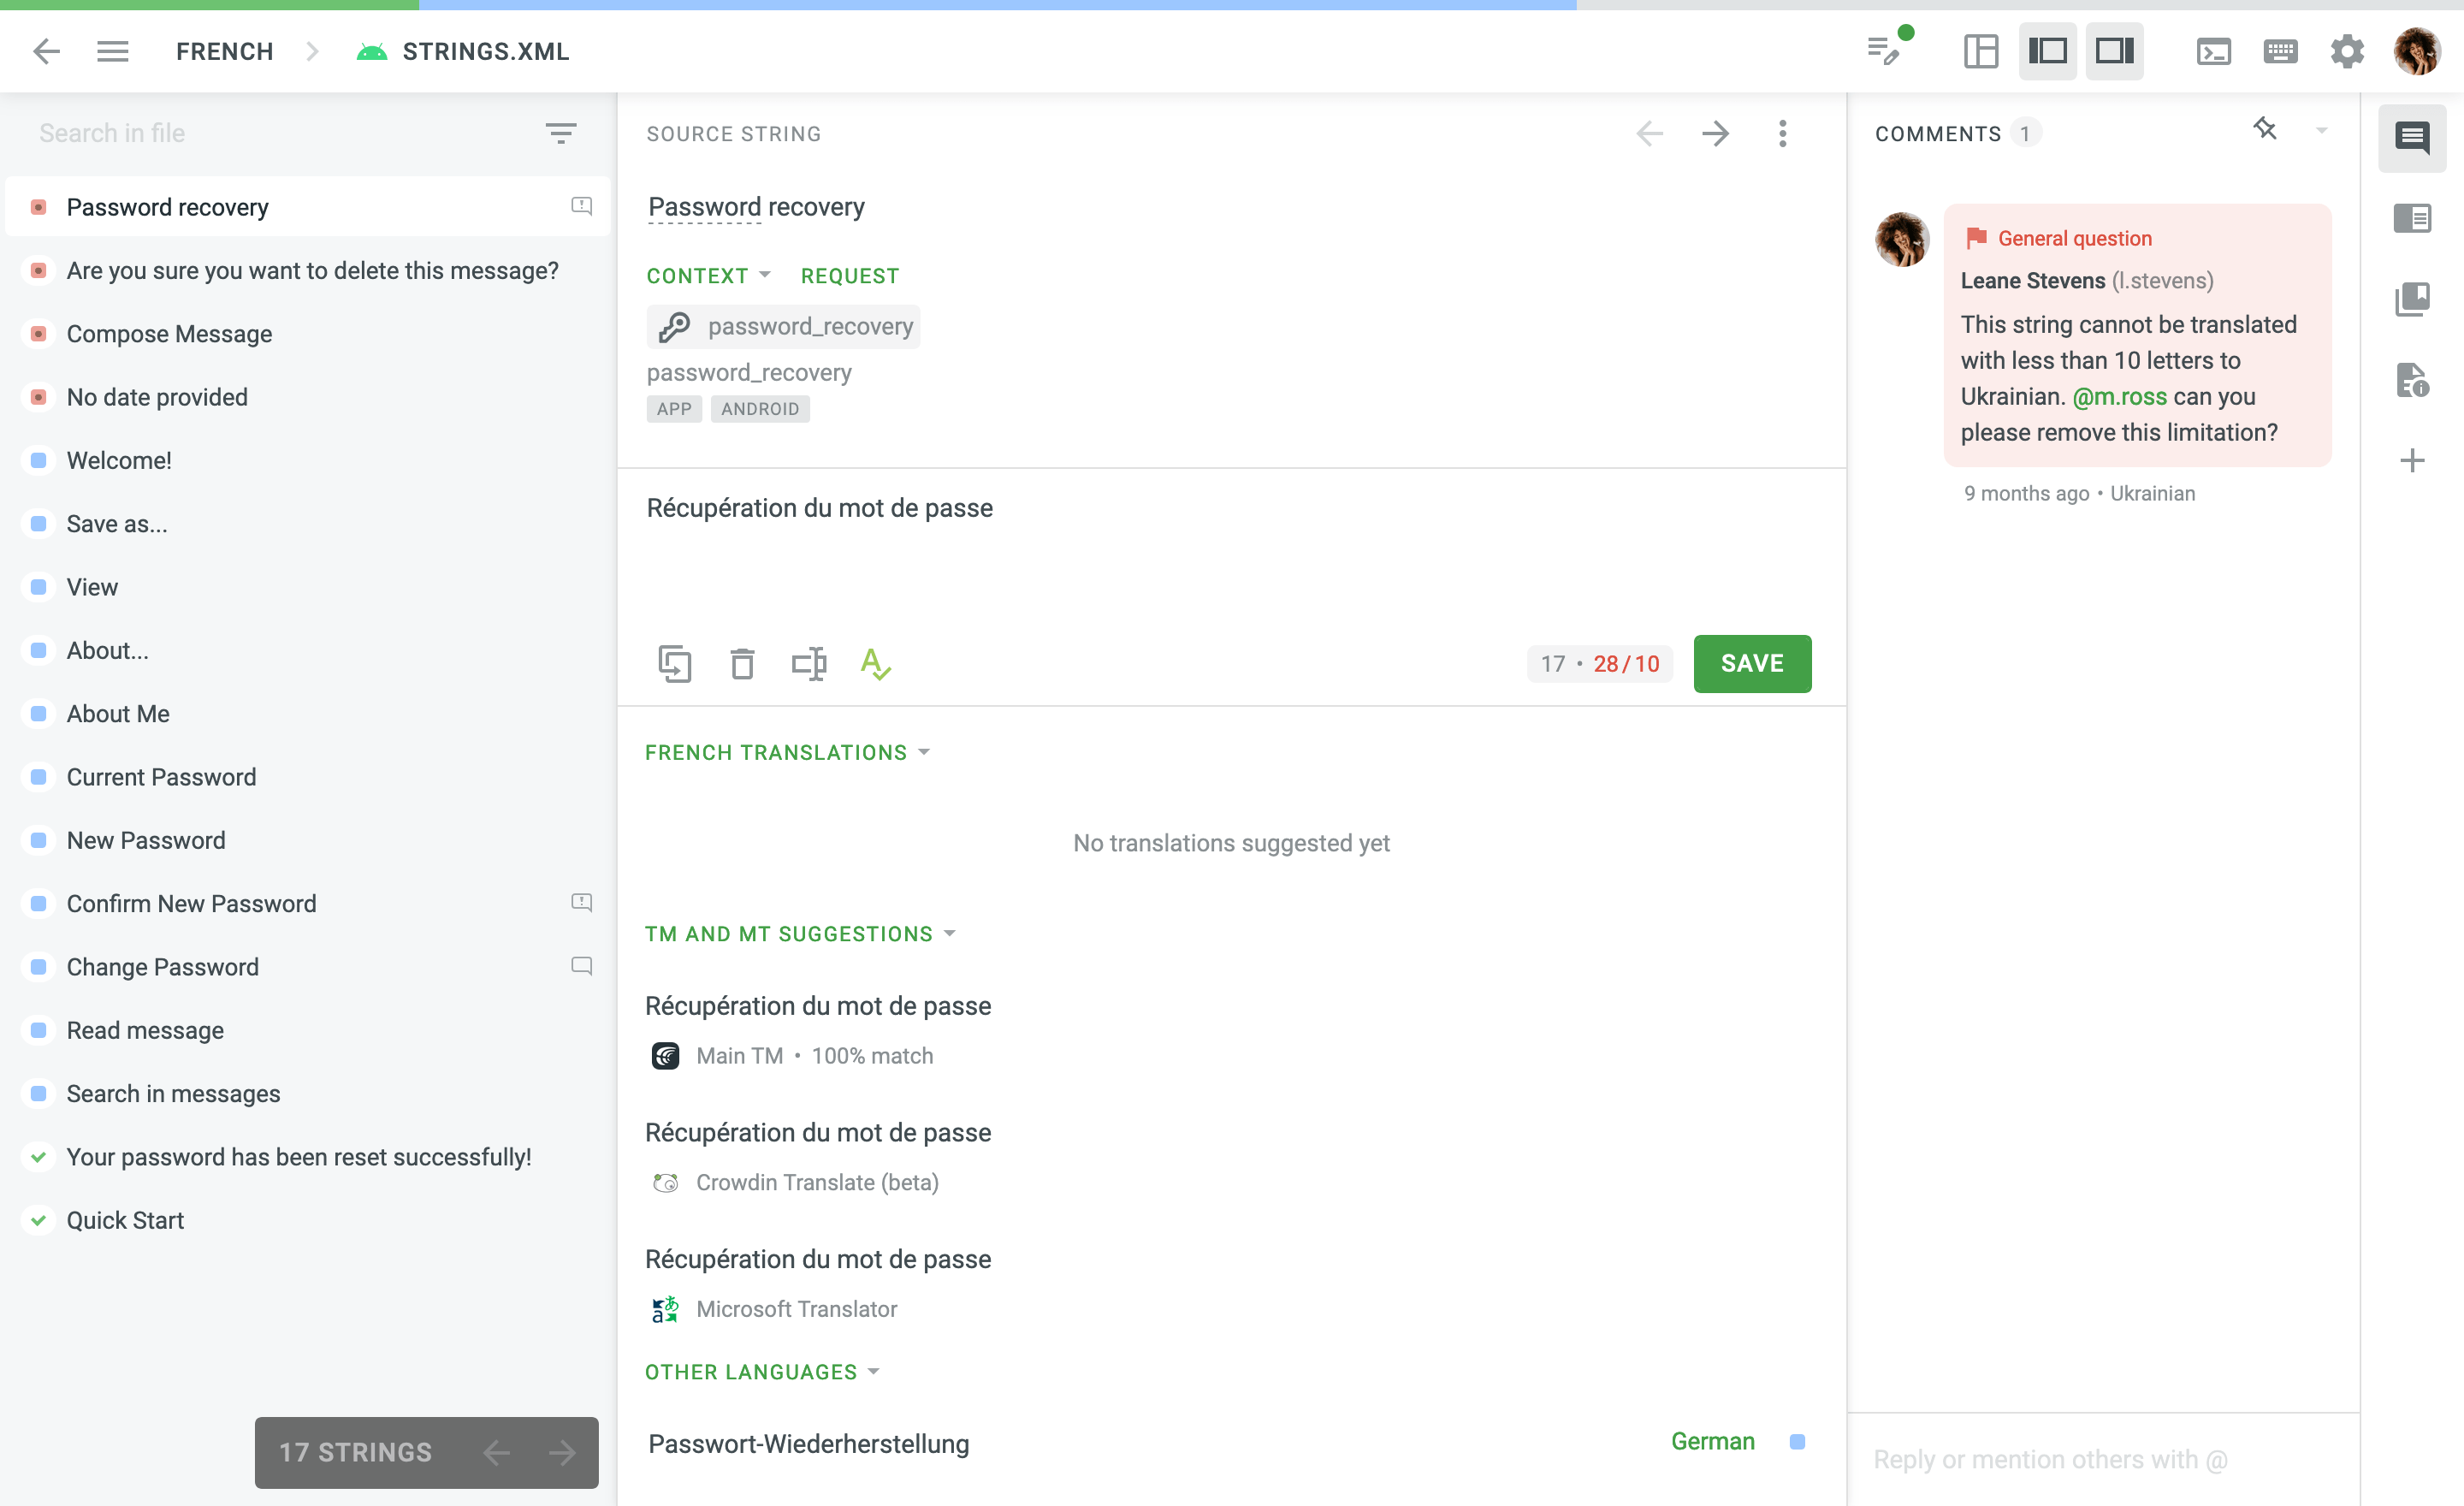 FRENCH
STRINGS.XML
Search in file
Password recovery
Are you sure you want to delete this message?
Compose Message
No date provided
Welcome!
Save as...
View
About...
About Me
Current Password
New Password
Confirm New Password
Change Password
Read message
Search in messages
Your password has been reset successfully!
Quick Start
17 STRINGS
SOURCE STRING
Password recovery
CONTEXT REQUEST
password_recovery
password_recovery
APP ANDROID
Récupération du mot de passe
17 • 28/10
SAVE
FRENCH TRANSLATIONS
No translations suggested yet
TM AND MT SUGGESTIONS
Récupération du mot de passe
Main TM • 100% match
Récupération du mot de passe
Crowdin Translate (beta)
Récupération du mot de passe
Microsoft Translator
OTHER LANGUAGES
Passwort-Wiederherstellung
German
COMMENTS 1
General question
Leane Stevens (l.stevens)
This string cannot be translated
with less than 10 letters to
Ukrainian. @m.ross can you
please remove this limitation?
9 months ago • Ukrainian
Reply or mention others with @